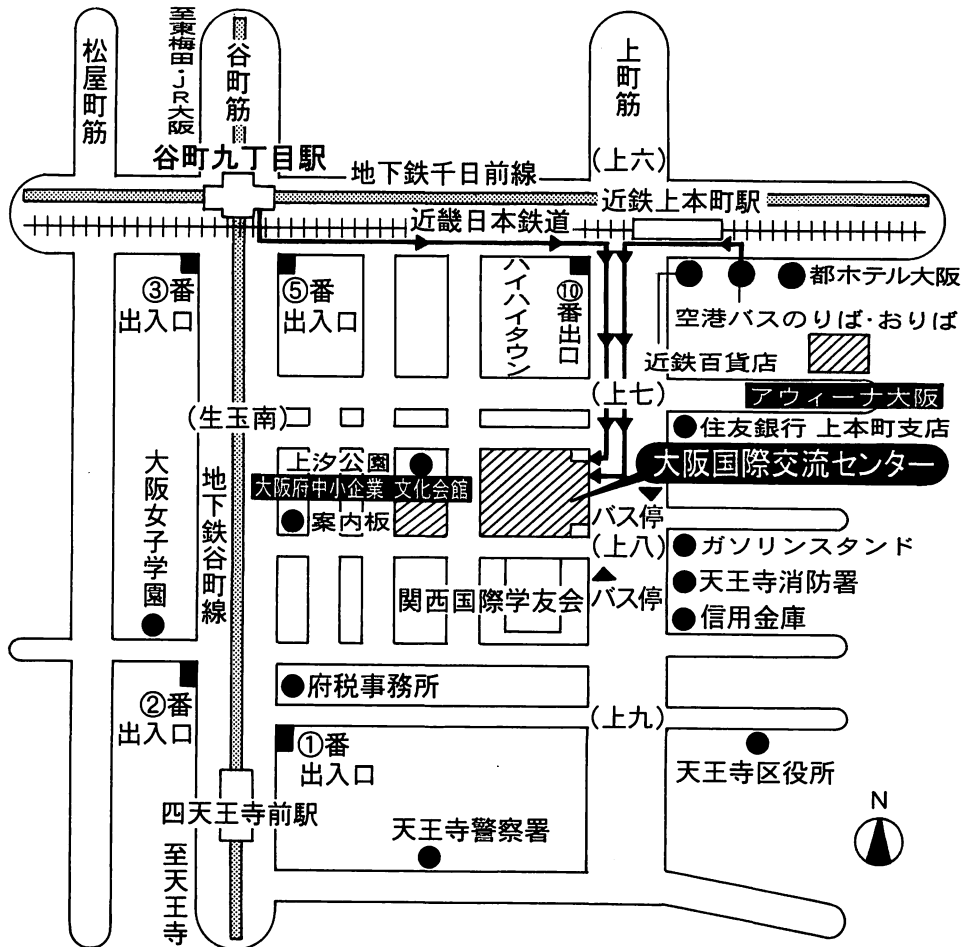 至東梅田・JR大阪
松屋町筋
谷町筋
上町筋
谷町九丁目駅
地下鉄千日前線
(上六)
近鉄上本町駅
近畿日本鉄道
③番
出入口
⑤番
出入口
ハイハイタウン
⑩番出口
都ホテル大阪
空港バスのりば・おりば
近鉄百貨店
(上七)
アウィーナ大阪
(生玉南)
住友銀行 上本町支店
上汐公園
大阪国際交流センター
大阪府中小企業 文化会館
案内板
バス停
大阪女子学園
地下鉄谷町線
(上八)
ガソリンスタンド
関西国際学友会
バス停
天王寺消防署
信用金庫
府税事務所
②番
出入口
(上九)
①番
出入口
天王寺区役所
四天王寺前駅
天王寺警察署
N
至天王寺